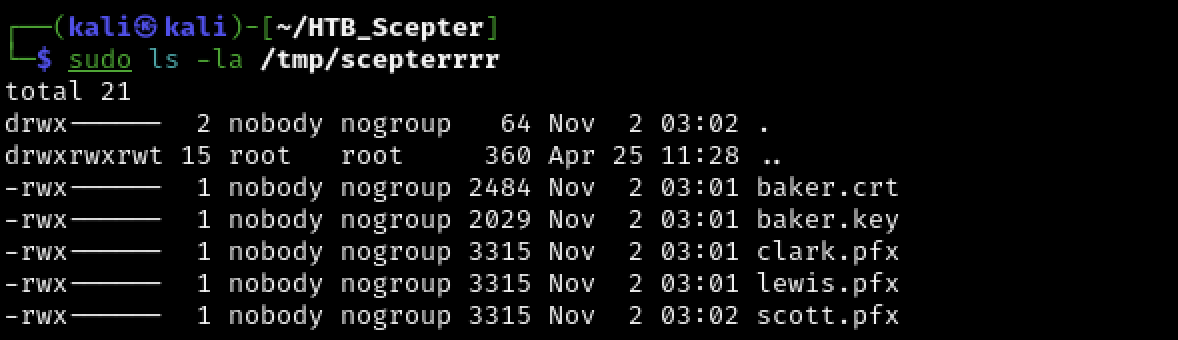 ┌──(kali㉿kali)-[~/HTB_Scepter]
└─$ sudo ls -la /tmp/scepterrrr
total 21
drwx------  2 nobody nogroup   64 Nov  2 03:02 .
drwxrwxrwt 15 root   root     360 Apr 25 11:28 ..
-rwx------  1 nobody nogroup 2484 Nov  2 03:01 baker.crt
-rwx------  1 nobody nogroup 2029 Nov  2 03:01 baker.key
-rwx------  1 nobody nogroup 3315 Nov  2 03:01 clark.pfx
-rwx------  1 nobody nogroup 3315 Nov  2 03:01 lewis.pfx
-rwx------  1 nobody nogroup 3315 Nov  2 03:02 scott.pfx